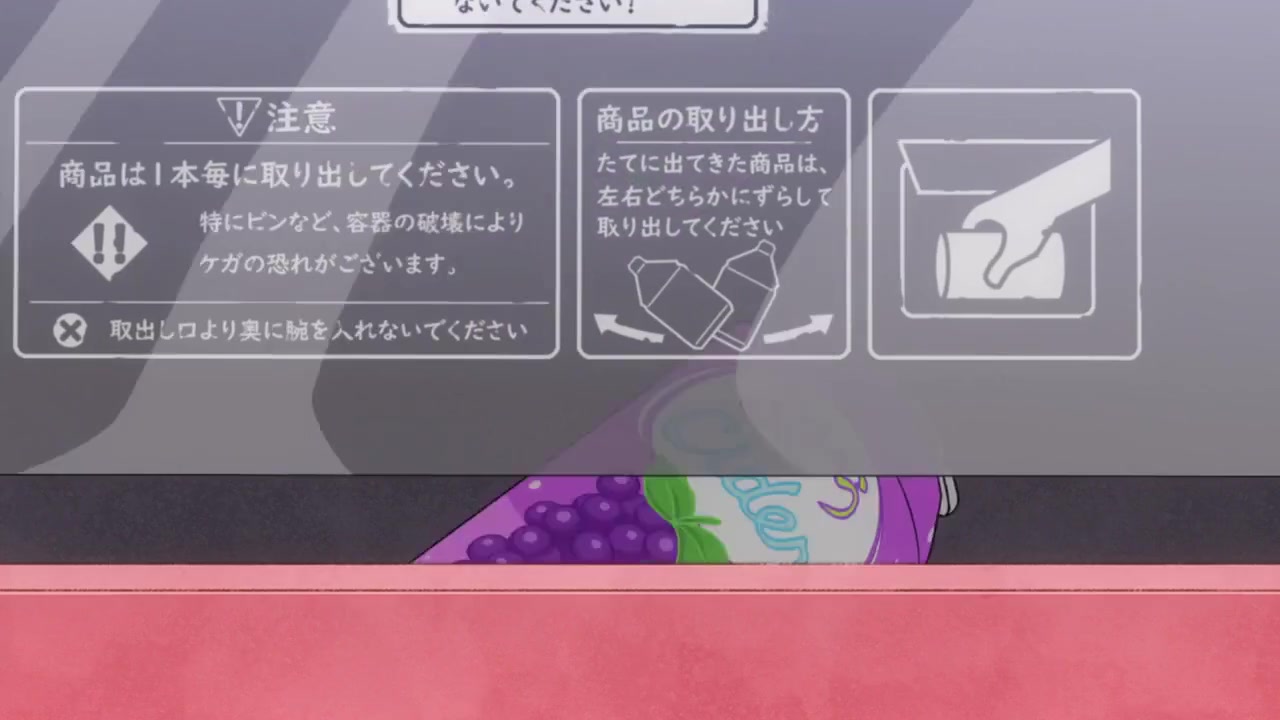 ないでください！
注意
商品は1本毎に取り出してください。
特にビンなど、容器の破壊により
ケガの恐れがございます。
取出し口より奥に腕を入れないでください
商品の取り出し方
たてに出てきた商品は、
左右どちらかにずらして
取り出してください
Cider